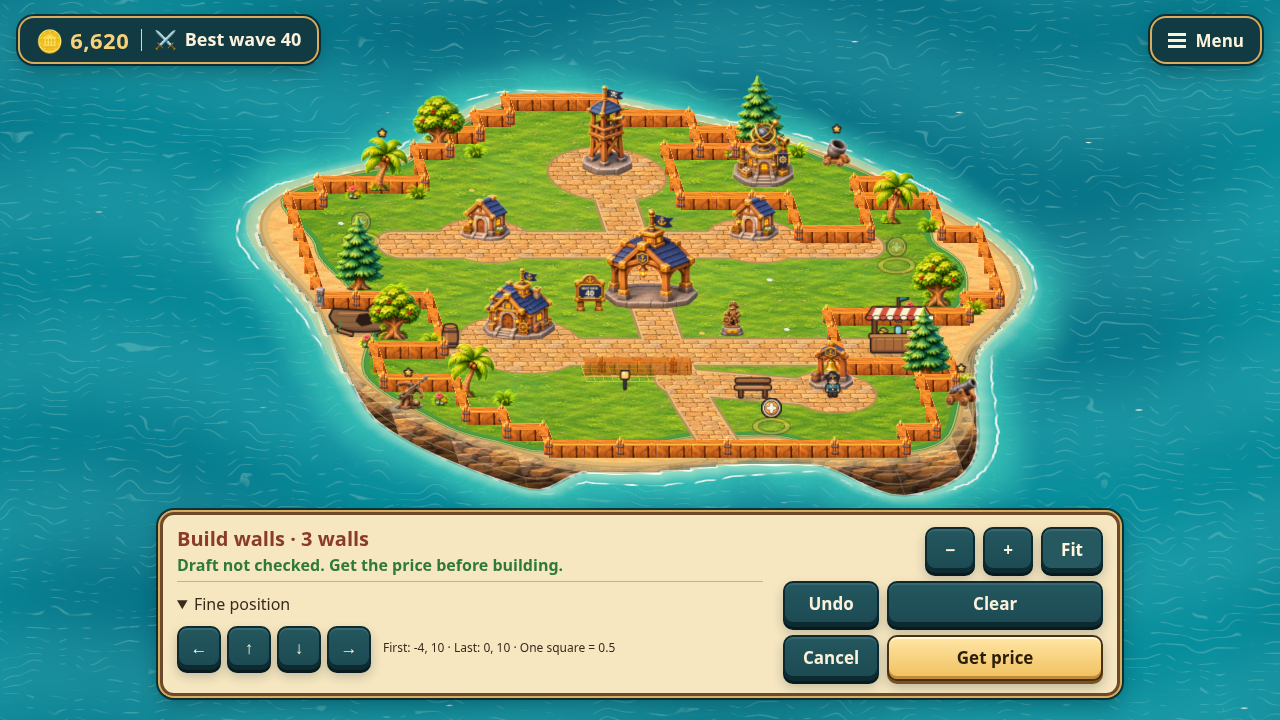 6,620
Best wave 40
Menu
40
Build walls · 3 walls
Draft not checked. Get the price before building.
− + Fit
▼ Fine position
Undo Clear
← ↑ ↓ →
First: -4, 10 · Last: 0, 10 · One square = 0.5
Cancel Get price